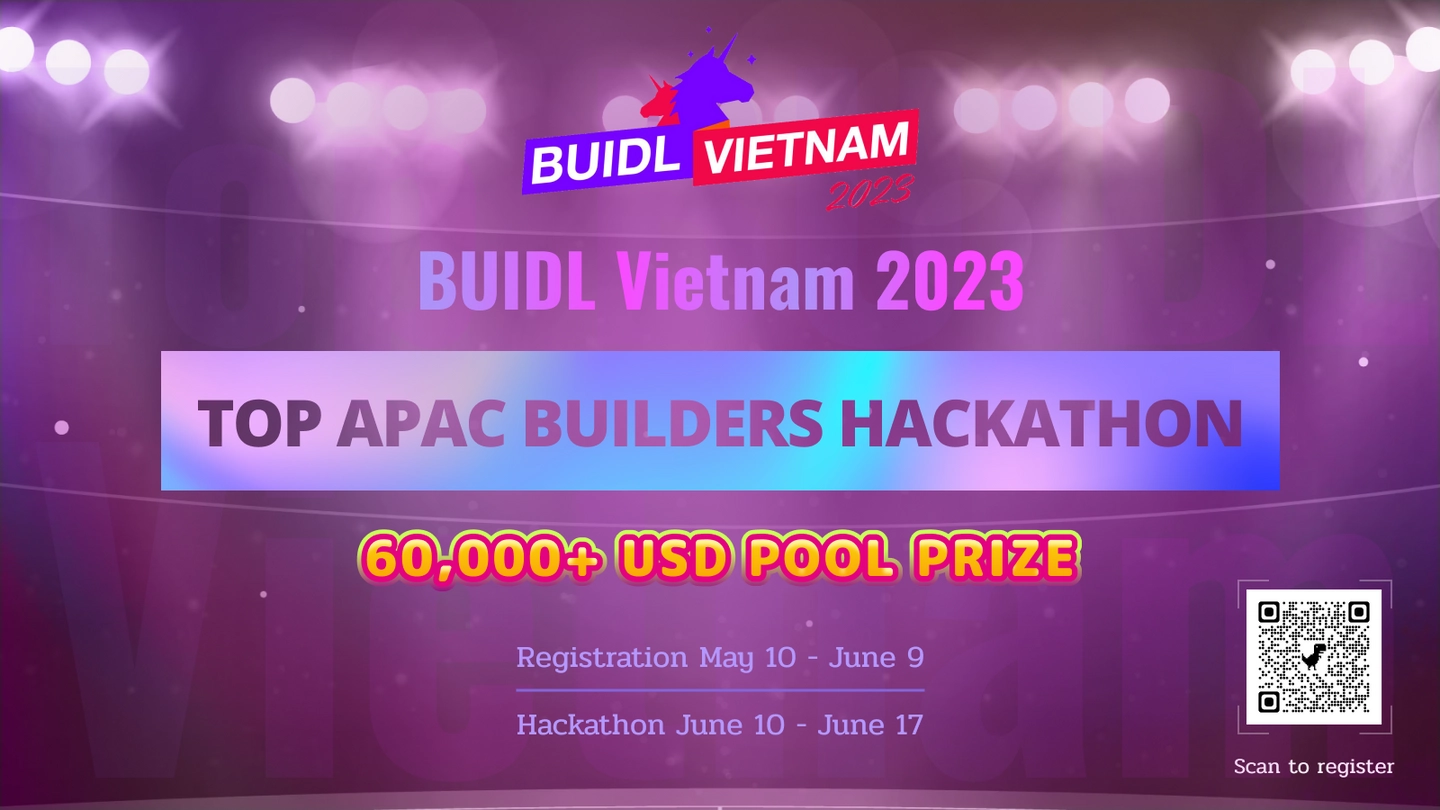 BUIDL VIETNAM
2023
BUIDL Vietnam 2023
TOP APAC BUILDERS HACKATHON
60,000+ USD POOL PRIZE
Registration May 10 - June 9
Hackathon June 10 - June 17
Scan to register